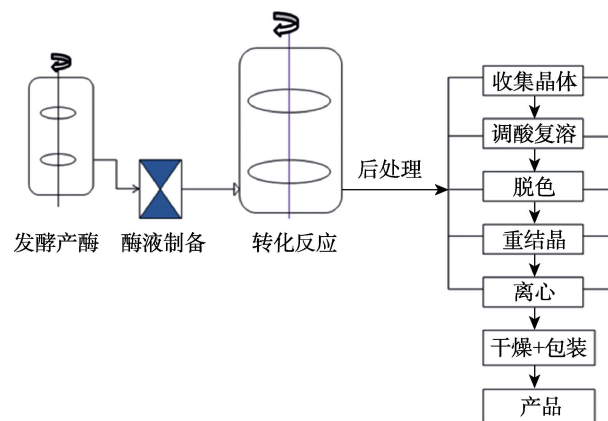 发酵产酶
酶液制备
转化反应
后处理
收集晶体
调酸复溶
脱色
重结晶
离心
干燥+包装
产品